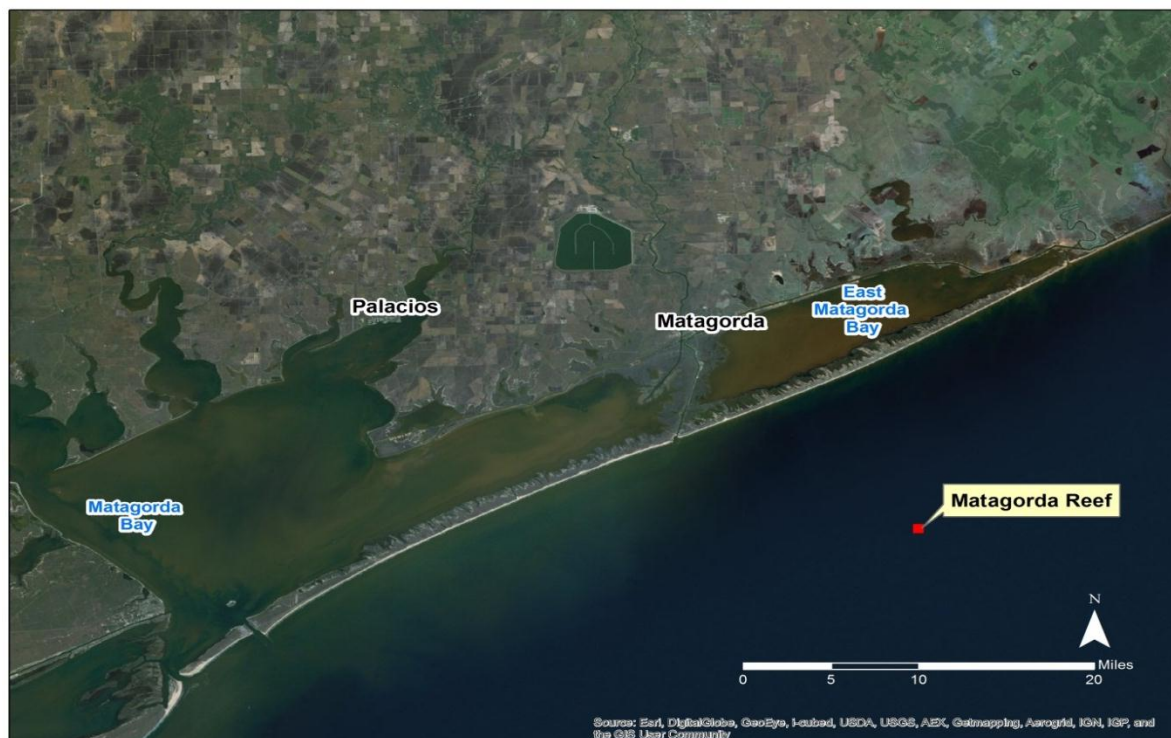 Palacios
Matagorda
East
Matagorda
Bay
Matagorda
Bay
Matagorda Reef
N
Miles
0 5 10 20
Source: Esri, DigitalGlobe, GeoEye, i-cubed, USDA, USGS, AEX, Getmapping, Aerogrid, IGN, IGP, and
the GIS User Community